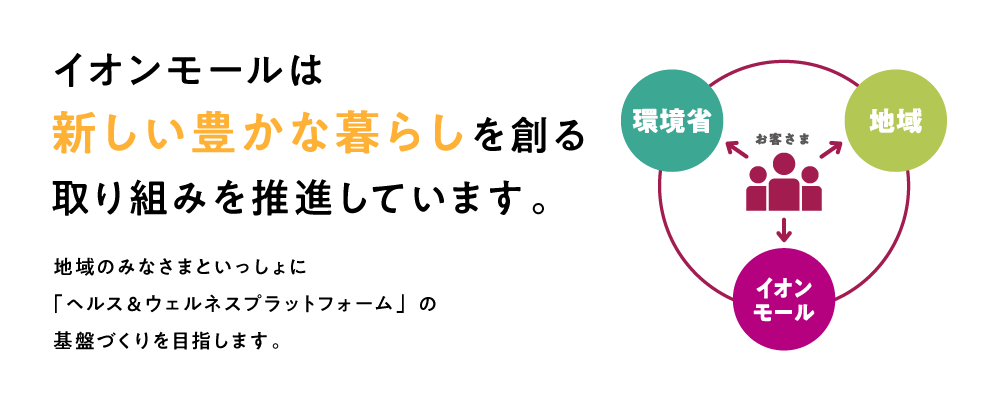 イオンモールは
新しい豊かな暮らしを創る
取り組みを推進しています。
地域のみなさまといっしょに
「ヘルス&ウェルネスプラットフォーム」の
基盤づくりを目指します。
環境省
地域
お客さま
イオン
モール